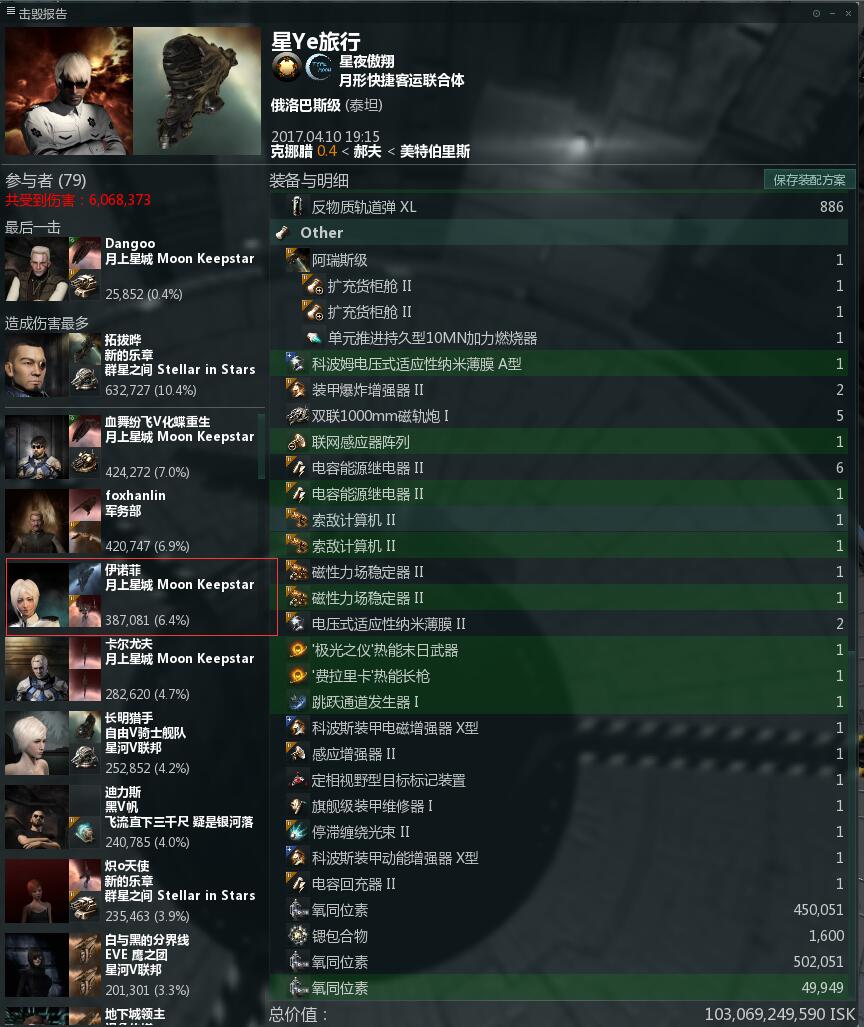 击毁报告
星Ye旅行
星夜傲翔
月形快捷客运联合体
俄洛巴斯级 (泰坦)
2017.04.10 19:15
克挪腊 0.4 < 郝夫 < 美特伯里斯
参与者 (79)
共受到伤害：6,068,373
最后一击
Dangoo
月上星城 Moon Keepstar
25,852 (0.4%)
造成伤害最多
拓拔晔
新的乐章
群星之间 Stellar in Stars
632,727 (10.4%)
血舞纷飞V化蝶重生
月上星城 Moon Keepstar
424,272 (7.0%)
foxhanlin
军务部
420,747 (6.9%)
伊诺菲
月上星城 Moon Keepstar
387,081 (6.4%)
卡尔尤夫
月上星城 Moon Keepstar
282,620 (4.7%)
长明猎手
自由V骑士舰队
星河V联邦
252,852 (4.2%)
迪力斯
黑V帆
飞流直下三千尺 疑是银河落
240,785 (4.0%)
炽o天使
新的乐章
群星之间 Stellar in Stars
235,463 (3.9%)
白与黑的分界线
EVE 鹰之团
星河V联邦
201,301 (3.3%)
地下城领主
装备与明细
保存装配方案
反物质轨道弹 XL 886
Other
阿瑞斯级 1
扩充货柜舱 II 1
扩充货柜舱 II 1
单元推进持久型10MN加力燃烧器 1
科波姆电压式适应性纳米薄膜 A型 1
装甲爆炸增强器 II 2
双联1000mm磁轨炮 I 5
联网感应器阵列 1
电容能源继电器 II 6
电容能源继电器 II 1
索敌计算机 II 1
索敌计算机 II 1
磁性力场稳定器 II 1
磁性力场稳定器 II 1
电压式适应性纳米薄膜 II 2
'极光之仪'热能末日武器 1
'费拉里卡'热能长枪 1
跳跃通道发生器 I 1
科波斯装甲电磁增强器 X型 1
感应增强器 II 1
定相视野型目标标记装置 1
旗舰级装甲维修器 I 1
停滞缠绕光束 II 1
科波斯装甲动能增强器 X型 1
电容回充器 II 1
氧同位素 450,051
锶包合物 1,600
氧同位素 502,051
氧同位素 49,949
总价值： 103,069,249,590 ISK